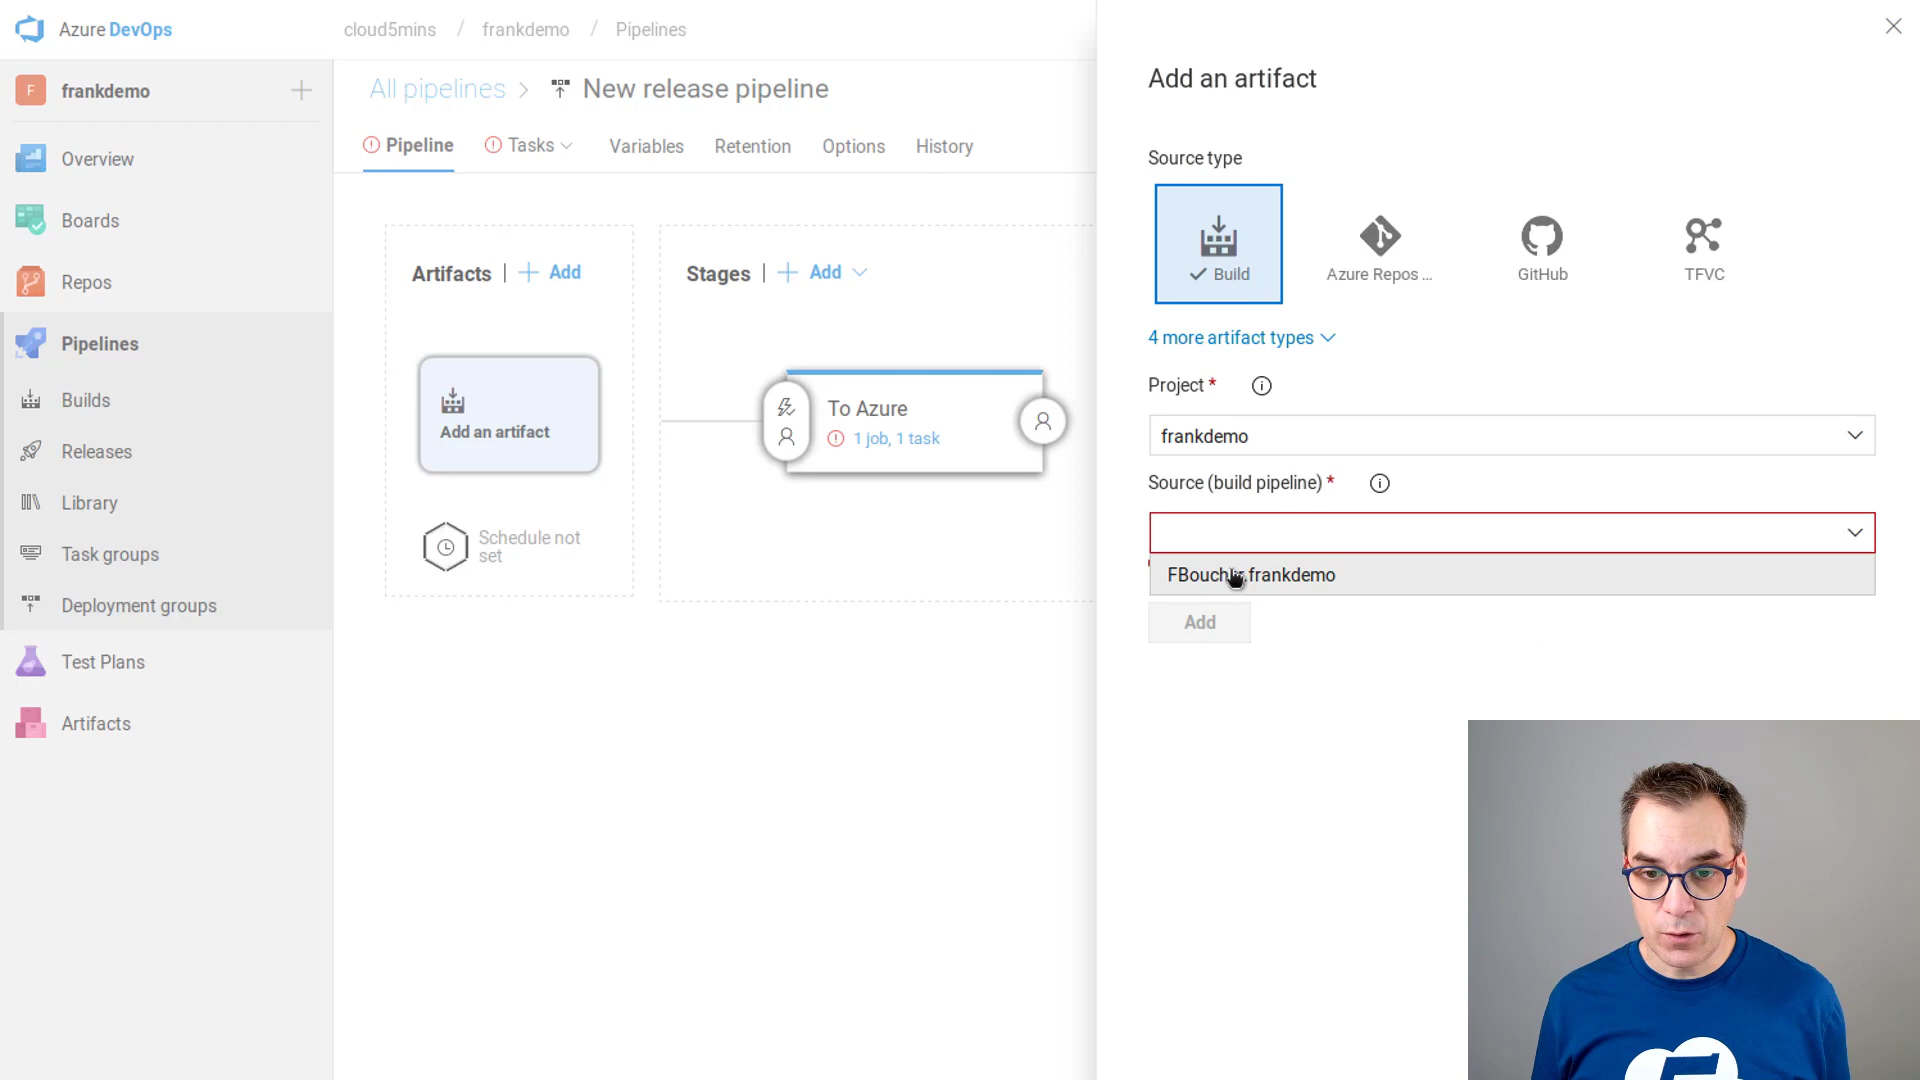 Azure DevOps
cloud5mins / frankdemo / Pipelines
F frankdemo
Overview
Boards
Repos
Pipelines
Builds
Releases
Library
Task groups
Deployment groups
Test Plans
Artifacts
All pipelines > New release pipeline
Pipeline Tasks Variables Retention Options History
Artifacts | + Add
Add an artifact
Schedule not
set
Stages | + Add
To Azure
1 job, 1 task
Add an artifact
Source type
Build
Azure Repos ...
GitHub
TFVC
4 more artifact types
Project *
frankdemo
Source (build pipeline) *
frankdemo
Add